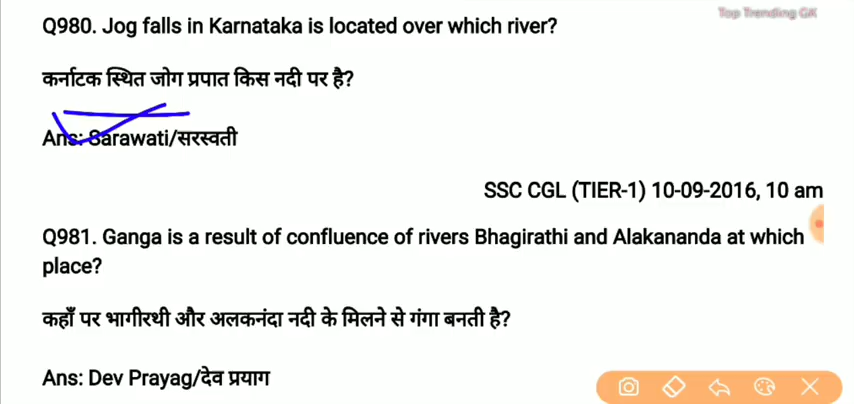 Top Trending GK
Q980. Jog falls in Karnataka is located over which river?
कर्नाटक स्थित जोग प्रपात किस नदी पर है?
Ans: Sarawati/सरस्वती
SSC CGL (TIER-1) 10-09-2016, 10 am
Q981. Ganga is a result of confluence of rivers Bhagirathi and Alakananda at which
place?
कहाँ पर भागीरथी और अलकनंदा नदी के मिलने से गंगा बनती है?
Ans: Dev Prayag/देव प्रयाग